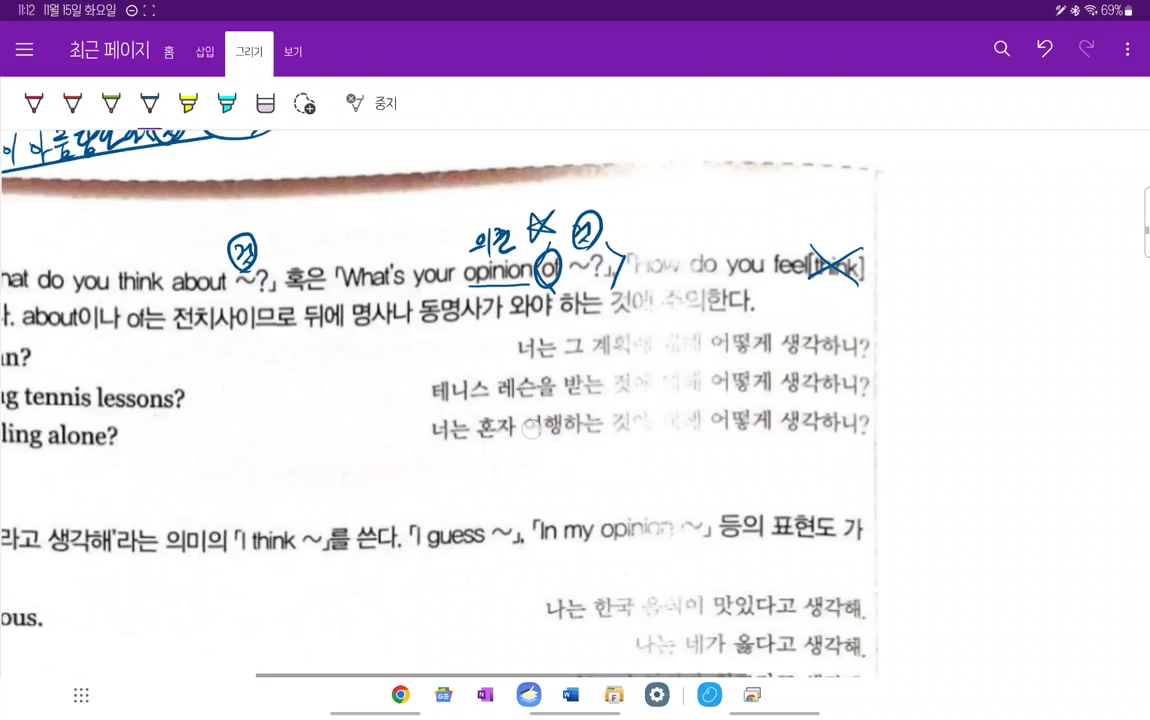 11:12 11월 15일 화요일 69%
최근 페이지 홈 삽입 그리기 보기
중지
의견
hat do you think about ~?」 혹은 「What's your opinion of ~?」, 「How do you feel[think]
. about이나 of는 전치사이므로 뒤에 명사나 동명사가 와야 하는 것에 주의한다.
an? 너는 그 계획에 대해 어떻게 생각하니?
ng tennis lessons? 테니스 레슨을 받는 것에 대해 어떻게 생각하니?
ling alone? 너는 혼자 여행하는 것에 대해 어떻게 생각하니?
라고 생각해'라는 의미의 「I think ~」를 쓴다. 「I guess ~」, 「In my opinion ~」 등의 표현도 가
ous. 나는 한국 음식이 맛있다고 생각해.
나는 네가 옳다고 생각해.